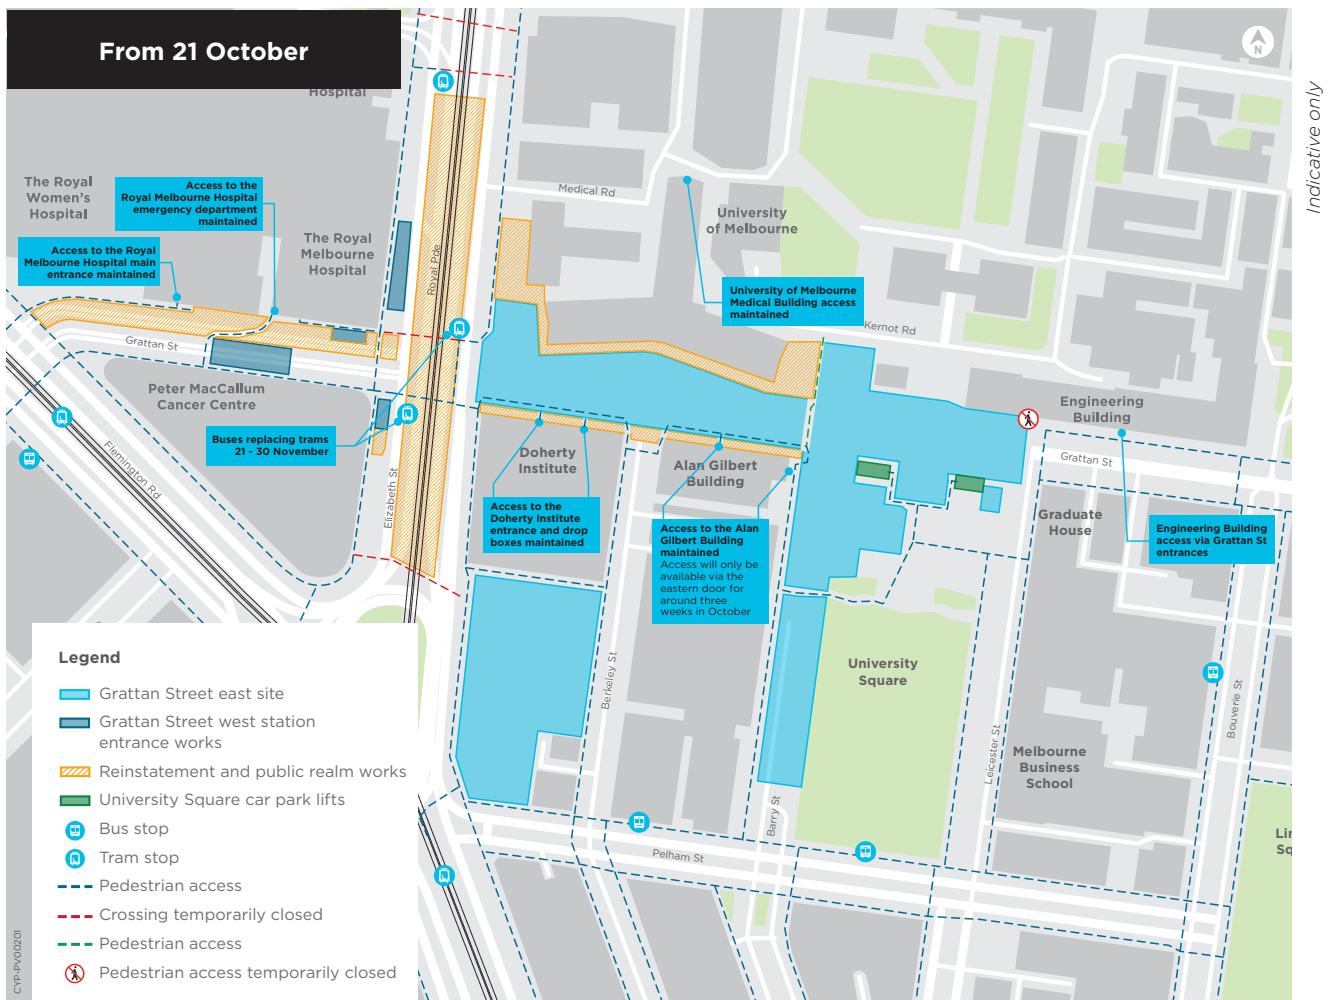 From 21 October
N
Indicative only
Hospital
The Royal
Women's
Hospital
Access to the
Royal Melbourne Hospital
emergency department
maintained
Access to the Royal
Melbourne Hospital main
entrance maintained
The Royal
Melbourne
Hospital
Royal Pde
Medical Rd
University
of Melbourne
University of Melbourne
Medical Building access
maintained
Kernot Rd
Grattan St
Peter MacCallum
Cancer Centre
Buses replacing trams
21 - 30 November
Flemington Rd
Elizabeth St
Doherty
Institute
Alan Gilbert
Building
Engineering
Building
Grattan St
Access to the
Doherty Institute
entrance and drop
boxes maintained
Access to the Alan
Gilbert Building
maintained
Access will only be
available via the
eastern door for
around three
weeks in October
Graduate
House
Engineering Building
access via Grattan St
entrances
University
Square
Berkeley St
Barry St
Leicester St
Bouverie St
Melbourne
Business
School
Pelham St
Lin
Sq
Legend
Grattan Street east site
Grattan Street west station
entrance works
Reinstatement and public realm works
University Square car park lifts
Bus stop
Tram stop
Pedestrian access
Crossing temporarily closed
Pedestrian access
Pedestrian access temporarily closed
CYP-PV00201